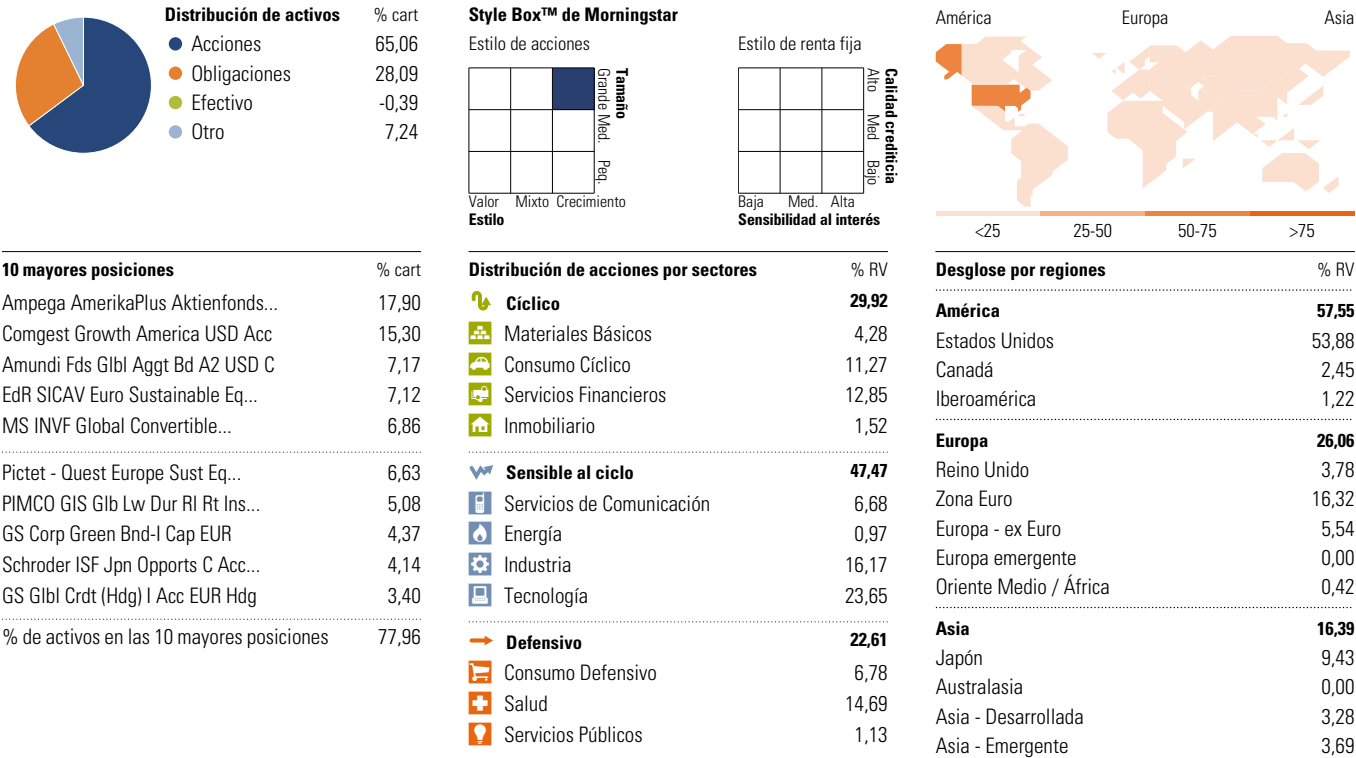 Distribución de activos % cart
Acciones 65,06
Obligaciones 28,09
Efectivo -0,39
Otro 7,24
Style Box™ de Morningstar
Estilo de acciones
Tamaño
Grande Med. Peq.
Valor Mixto Crecimiento
Estilo
Estilo de renta fija
Calidad crediticia
Alto Med Bajo
Baja Med. Alta
Sensibilidad al interés
América Europa Asia
<25 25-50 50-75 >75
10 mayores posiciones % cart
Ampega AmerikaPlus Aktienfonds... 17,90
Comgest Growth America USD Acc 15,30
Amundi Fds Glbl Aggt Bd A2 USD C 7,17
EdR SICAV Euro Sustainable Eq... 7,12
MS INVF Global Convertible... 6,86
Pictet - Quest Europe Sust Eq... 6,63
PIMCO GIS Glb Lw Dur Rl Rt Ins... 5,08
GS Corp Green Bnd-I Cap EUR 4,37
Schroder ISF Jpn Opports C Acc... 4,14
GS Glbl Crdt (Hdg) I Acc EUR Hdg 3,40
% de activos en las 10 mayores posiciones 77,96
Distribución de acciones por sectores % RV
Cíclico 29,92
Materiales Básicos 4,28
Consumo Cíclico 11,27
Servicios Financieros 12,85
Inmobiliario 1,52
Sensible al ciclo 47,47
Servicios de Comunicación 6,68
Energía 0,97
Industria 16,17
Tecnología 23,65
Defensivo 22,61
Consumo Defensivo 6,78
Salud 14,69
Servicios Públicos 1,13
Desglose por regiones % RV
América 57,55
Estados Unidos 53,88
Canadá 2,45
Iberoamérica 1,22
Europa 26,06
Reino Unido 3,78
Zona Euro 16,32
Europa - ex Euro 5,54
Europa emergente 0,00
Oriente Medio / África 0,42
Asia 16,39
Japón 9,43
Australasia 0,00
Asia - Desarrollada 3,28
Asia - Emergente 3,69